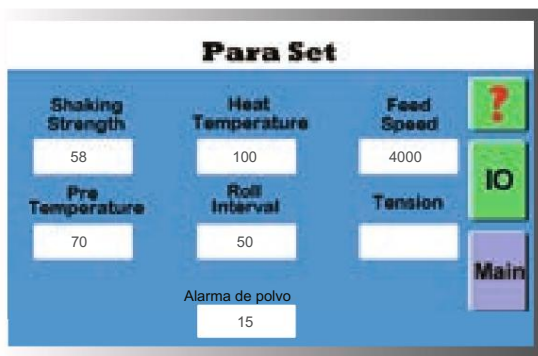 Para Set
Shaking
Strength
Heat
Temperature
Feed
Speed
?
58
100
4000
IO
Pre
Temperature
Roll
Interval
Tension
70
50
Main
Alarma de polvo
15